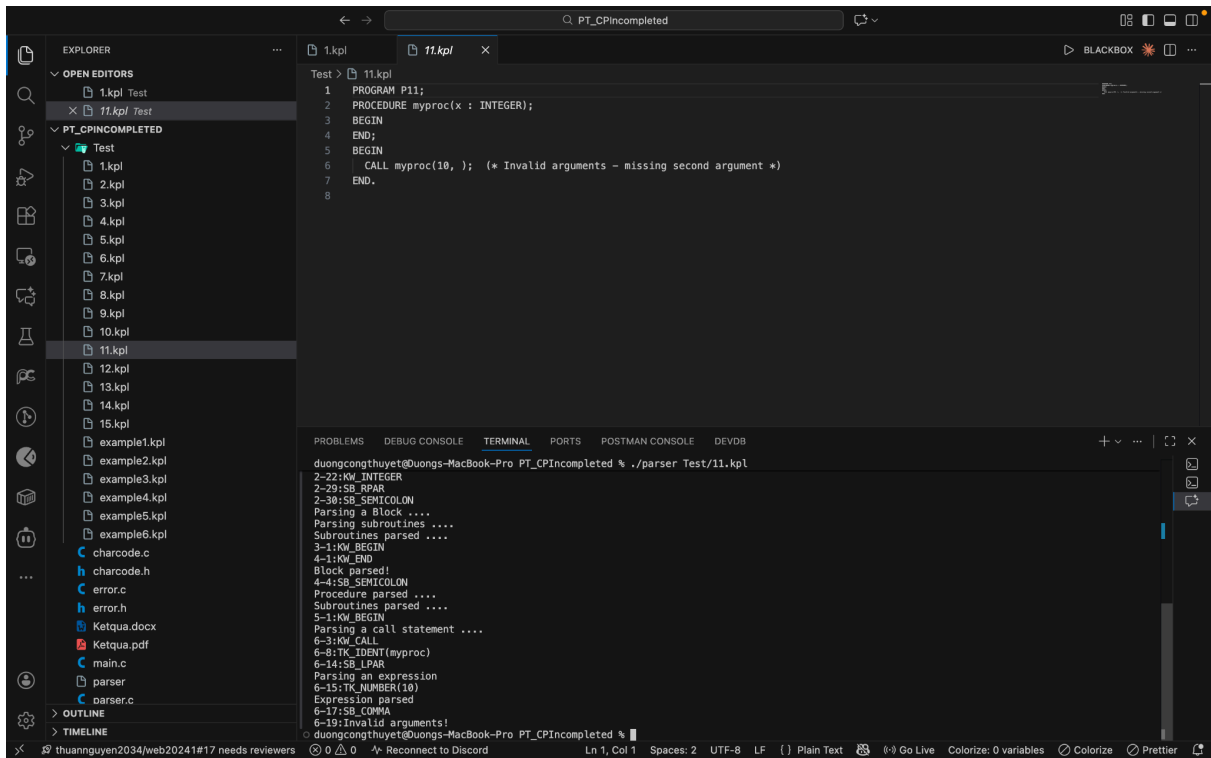 PT_CPIncompleted
EXPLORER
OPEN EDITORS
1.kpl Test
11.kpl Test
PT_CPINCOMPLETED
Test
1.kpl
2.kpl
3.kpl
4.kpl
5.kpl
6.kpl
7.kpl
8.kpl
9.kpl
10.kpl
11.kpl
12.kpl
13.kpl
14.kpl
15.kpl
example1.kpl
example2.kpl
example3.kpl
example4.kpl
example5.kpl
example6.kpl
C charcode.c
h charcode.h
C error.c
h error.h
Ketqua.docx
Ketqua.pdf
C main.c
parser
C parser.c
OUTLINE
TIMELINE
1.kpl 11.kpl
BLACKBOX
Test > 11.kpl
1 PROGRAM P11;
2 PROCEDURE myproc(x : INTEGER);
3 BEGIN
4 END;
5 BEGIN
6 CALL myproc(10, ); (* Invalid arguments - missing second argument *)
7 END.
8
PROBLEMS DEBUG CONSOLE TERMINAL PORTS POSTMAN CONSOLE DEVDB
duongcongthuyet@Duongs-MacBook-Pro PT_CPIncompleted % ./parser Test/11.kpl
2-22:KW_INTEGER
2-29:SB_RPAR
2-30:SB_SEMICOLON
Parsing a Block ....
Parsing subroutines ....
Subroutines parsed ....
3-1:KW_BEGIN
4-1:KW_END
Block parsed!
4-4:SB_SEMICOLON
Procedure parsed ....
Subroutines parsed ....
5-1:KW_BEGIN
Parsing a call statement ....
6-3:KW_CALL
6-8:TK_IDENT(myproc)
6-14:SB_LPAR
Parsing an expression
6-15:TK_NUMBER(10)
Expression parsed
6-17:SB_COMMA
6-19:Invalid arguments!
duongcongthuyet@Duongs-MacBook-Pro PT_CPIncompleted %
thuannguyen2034/web20241#17 needs reviewers 0 0 Reconnect to Discord Ln 1, Col 1 Spaces: 2 UTF-8 LF { } Plain Text Go Live Colorize: 0 variables Colorize Prettier